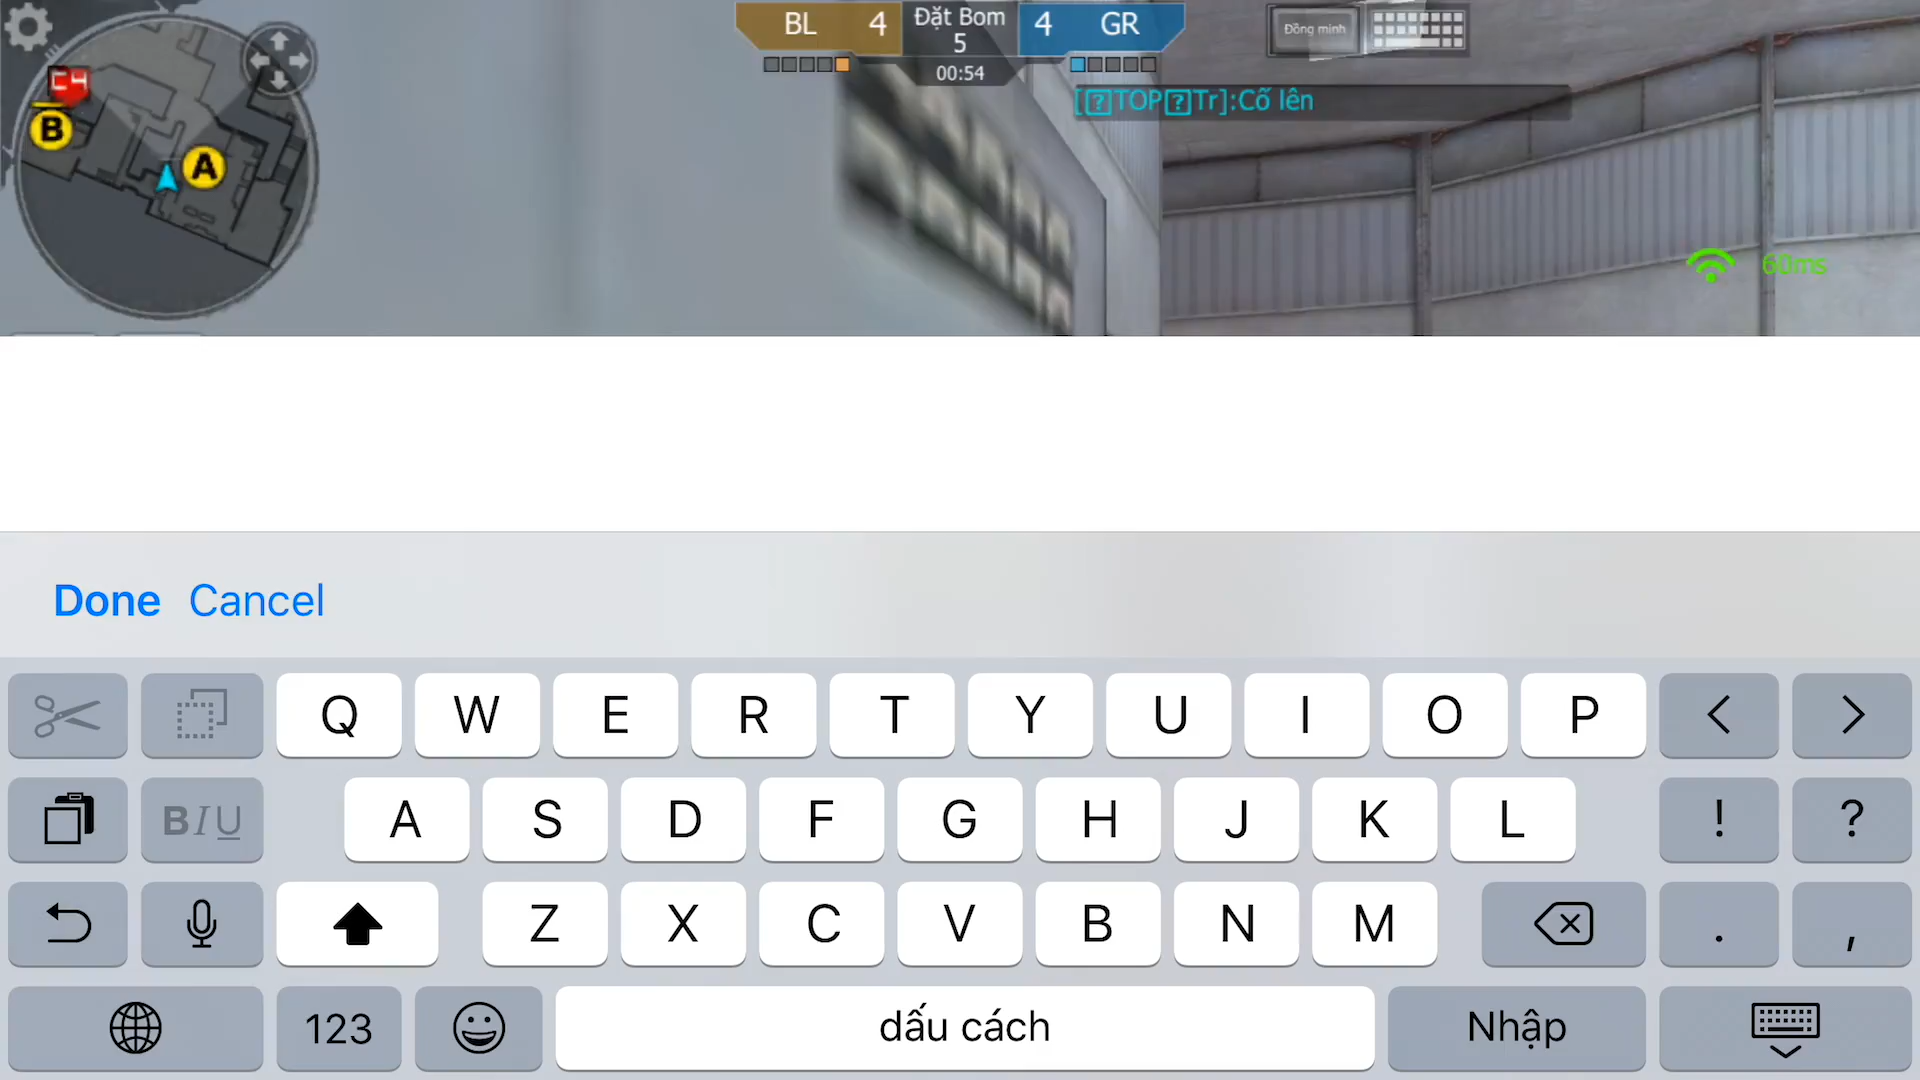 BL 4 Đặt Bom 4 GR
5
00:54
Đồng minh
C4
B
A
[⍰TOP⍰Tr]:Cố lên
60ms
Done Cancel
Q W E R T Y U I O P < >
BIU A S D F G H J K L ! ?
Z X C V B N M . ,
123 dấu cách Nhập